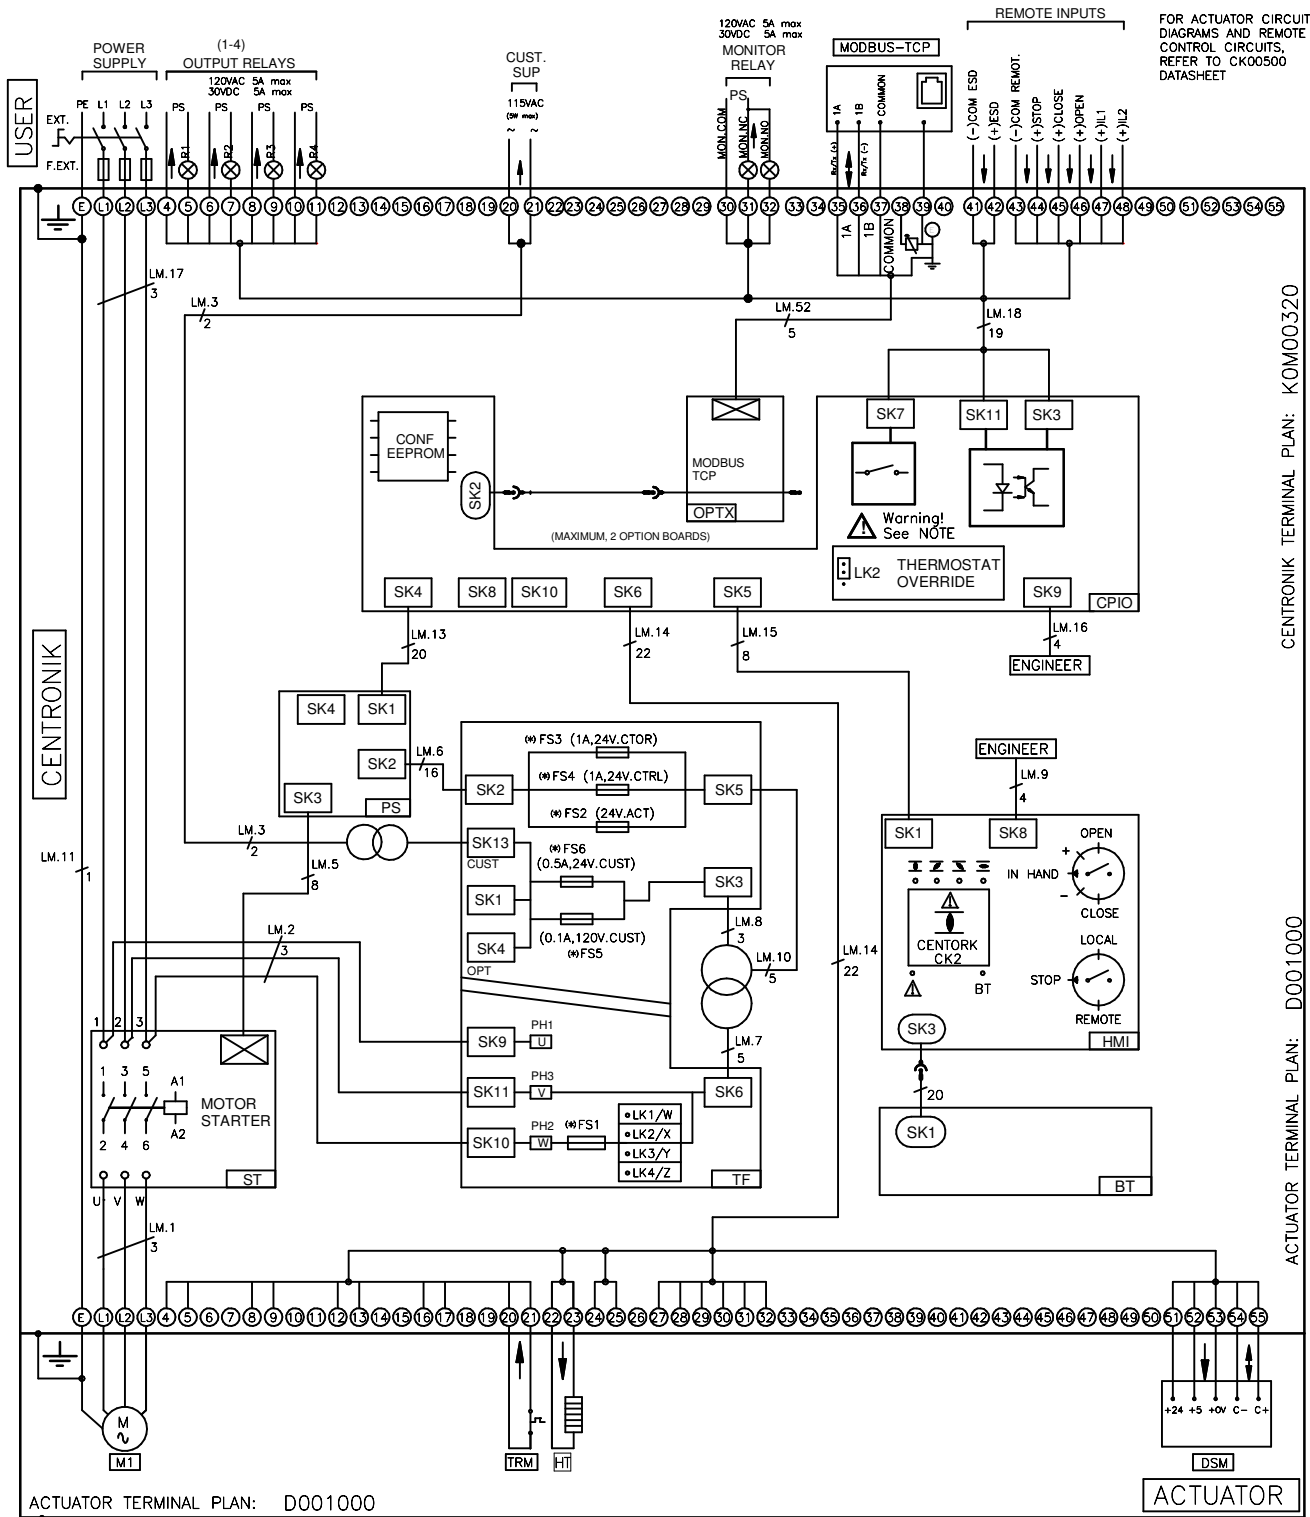 REMOTE INPUTS
FOR ACTUATOR CIRCUIT
DIAGRAMS AND REMOTE
CONTROL CIRCUITS,
REFER TO CK00500
DATASHEET
USER
POWER
SUPPLY
(1-4)
OUTPUT RELAYS
120VAC 5A max
30VDC 5A max
CUST.
SUP
115VAC
(5W max)
~ ~
120VAC 5A max
30VDC 5A max
MONITOR
RELAY
MODBUS-TCP
PE L1 L2 L3
PS PS PS PS
EXT.
F.EXT.
R1 R2 R3 R4
PS
MON.COM
MON.NC
MON.NO
1A
1B
COMMON
Rx/Tx (+)
Rx/Tx (-)
(-)COM ESD
(+)ESD
(-)COM REMOT.
(+)STOP
(+)CLOSE
(+)OPEN
(+)IL1
(+)IL2
E L1 L2 L3 4 5 6 7 8 9 10 11 12 13 14 15 16 17 18 19 20 21 22 23 24 25 26 27 28 29 30 31 32 33 34 35 36 37 38 39 40 41 42 43 44 45 46 47 48 49 50 51 52 53 54 55
1A
1B
COMMON
LM.17
3
LM.3
2
LM.52
5
LM.18
19
CENTRONIK TERMINAL PLAN: K0M00320
CONF
EEPROM
SK2
MODBUS
TCP
OPTX
(MAXIMUM, 2 OPTION BOARDS)
SK7
SK11
SK3
Warning!
See NOTE
LK2
THERMOSTAT
OVERRIDE
SK4
SK8
SK10
SK6
SK5
SK9
CPIO
LM.13
20
LM.14
22
LM.15
8
LM.16
4
ENGINEER
CENTRONIK
SK4
SK1
SK2
SK3
PS
LM.6
16
LM.3
2
LM.5
8
LM.11
1
LM.2
3
(*) FS3 (1A,24V.CTOR)
(*) FS4 (1A,24V.CTRL)
(*) FS2 (24V.ACT)
SK2
SK5
SK13
CUST
(*) FS6
(0.5A,24V.CUST)
SK1
SK3
SK4
OPT
(0.1A,120V.CUST)
(*)FS5
LM.8
3
LM.10
5
LM.7
5
SK9
PH1
U
SK11
PH3
V
SK6
SK10
PH2
W
(*)FS1
LK1/W
LK2/X
LK3/Y
LK4/Z
TF
LM.14
22
ENGINEER
LM.9
4
SK1
SK8
OPEN
+
IN HAND
-
CLOSE
CENTORK
CK2
BT
LOCAL
STOP
REMOTE
SK3
HMI
20
SK1
BT
ACTUATOR TERMINAL PLAN: D001000
1 2 3
1 3 5
A1
A2
2 4 6
MOTOR
STARTER
ST
U V W
LM.1
3
E L1 L2 L3 4 5 6 7 8 9 10 11 12 13 14 15 16 17 18 19 20 21 22 23 24 25 26 27 28 29 30 31 32 33 34 35 36 37 38 39 40 41 42 43 44 45 46 47 48 49 50 51 52 53 54 55
M
~
M1
TRM
HT
+24 +5 +0V C- C+
DSM
ACTUATOR TERMINAL PLAN: D001000
ACTUATOR